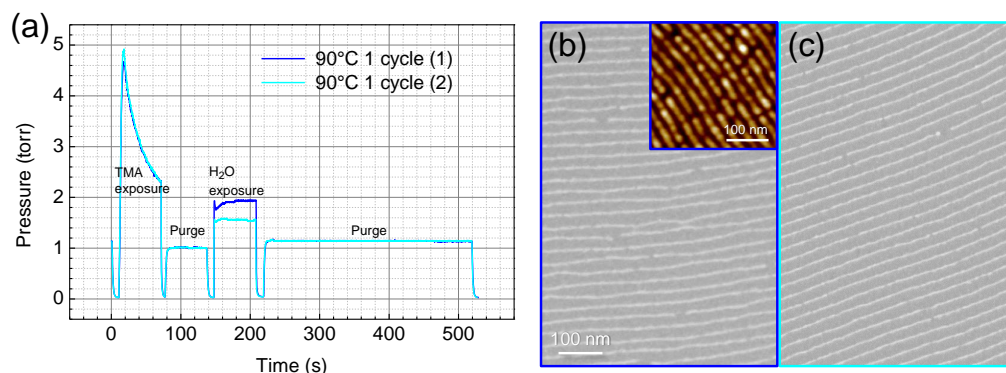 (a)
5
4
3
2
1
0
Pressure (torr)
90°C 1 cycle (1)
90°C 1 cycle (2)
TMA
exposure
H₂O
exposure
Purge
Purge
0 100 200 300 400 500
Time (s)
(b)
100 nm
100 nm
(c)